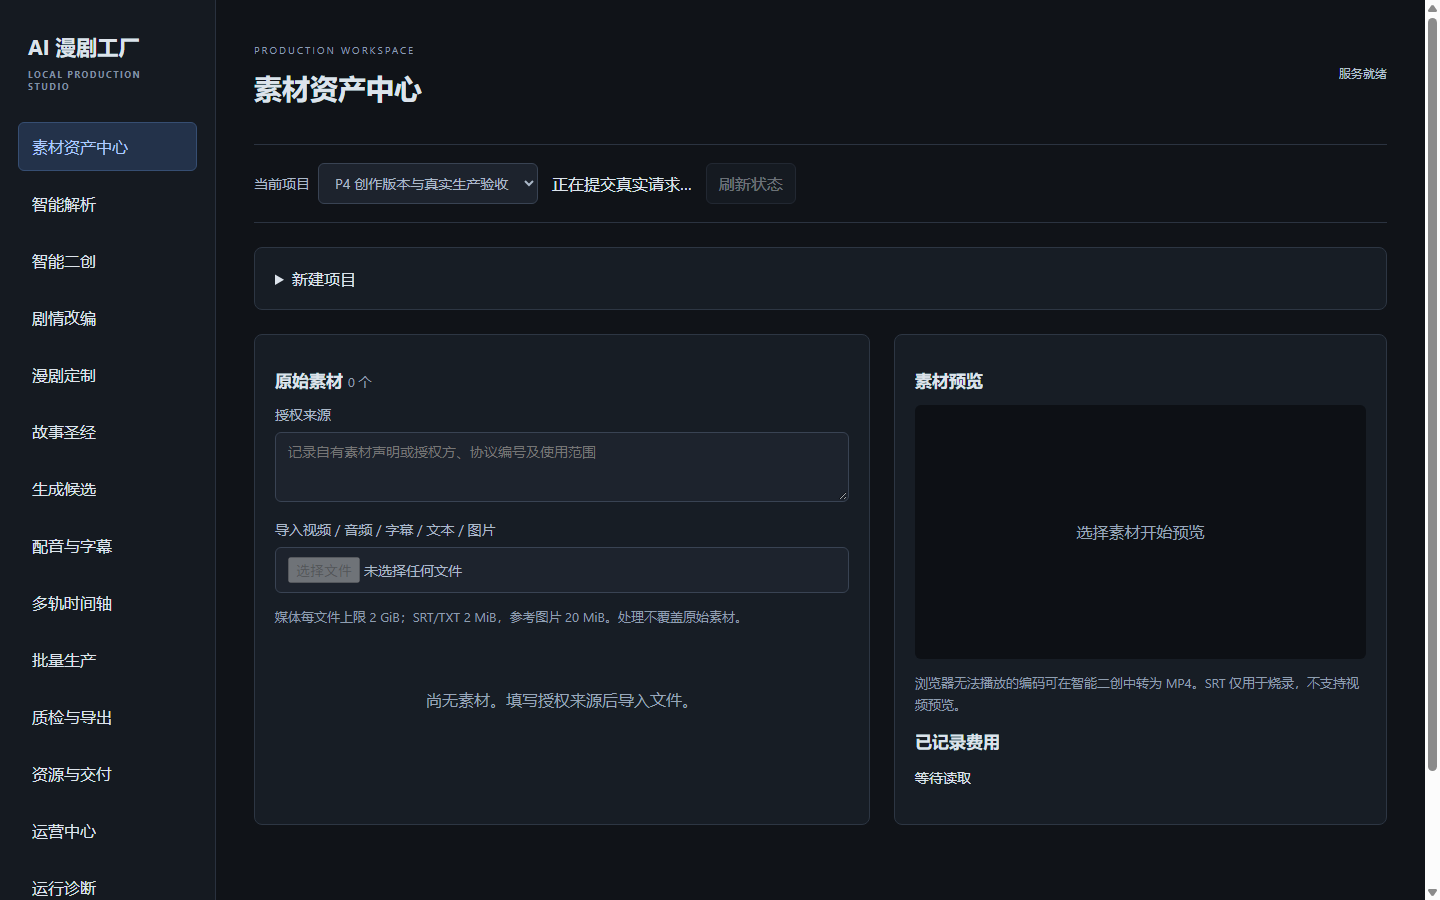 AI 漫剧工厂
LOCAL PRODUCTION
STUDIO
素材资产中心
智能解析
智能二创
剧情改编
漫剧定制
故事圣经
生成候选
配音与字幕
多轨时间轴
批量生产
质检与导出
资源与交付
运营中心
运行诊断
PRODUCTION WORKSPACE
素材资产中心
服务就绪
当前项目 P4 创作版本与真实生产验收 正在提交真实请求... 刷新状态
▶ 新建项目
原始素材 0 个
授权来源
记录自有素材声明或授权方、协议编号及使用范围
导入视频 / 音频 / 字幕 / 文本 / 图片
选择文件 未选择任何文件
媒体每文件上限 2 GiB；SRT/TXT 2 MiB，参考图片 20 MiB。处理不覆盖原始素材。
尚无素材。填写授权来源后导入文件。
素材预览
选择素材开始预览
浏览器无法播放的编码可在智能二创中转为 MP4。SRT 仅用于烧录，不支持视
频预览。
已记录费用
等待读取